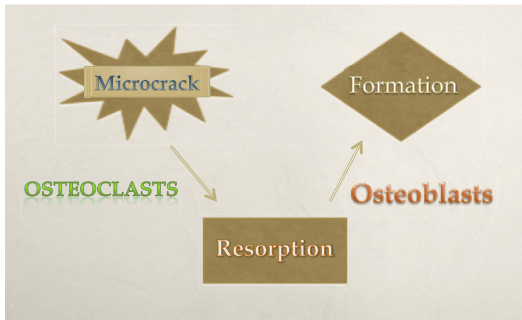 Microcrack
Formation
OSTEOCLASTS
Osteoblasts
Resorption